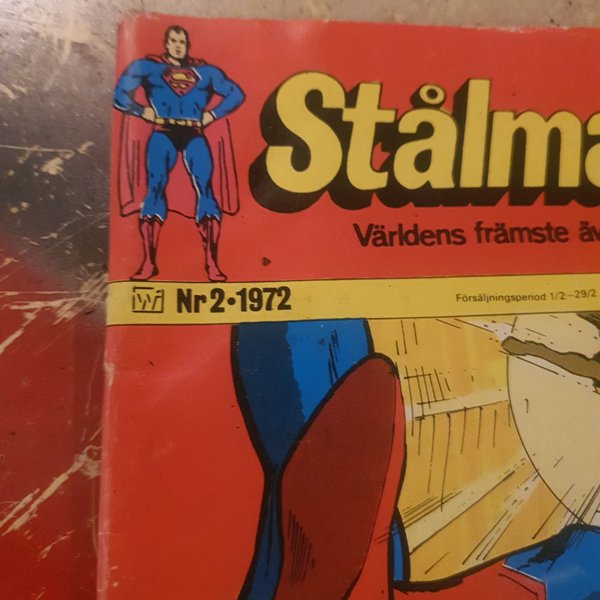 Stålma
Världens främste äv
Wi Nr 2•1972
Försäljningsperiod 1/2–29/2